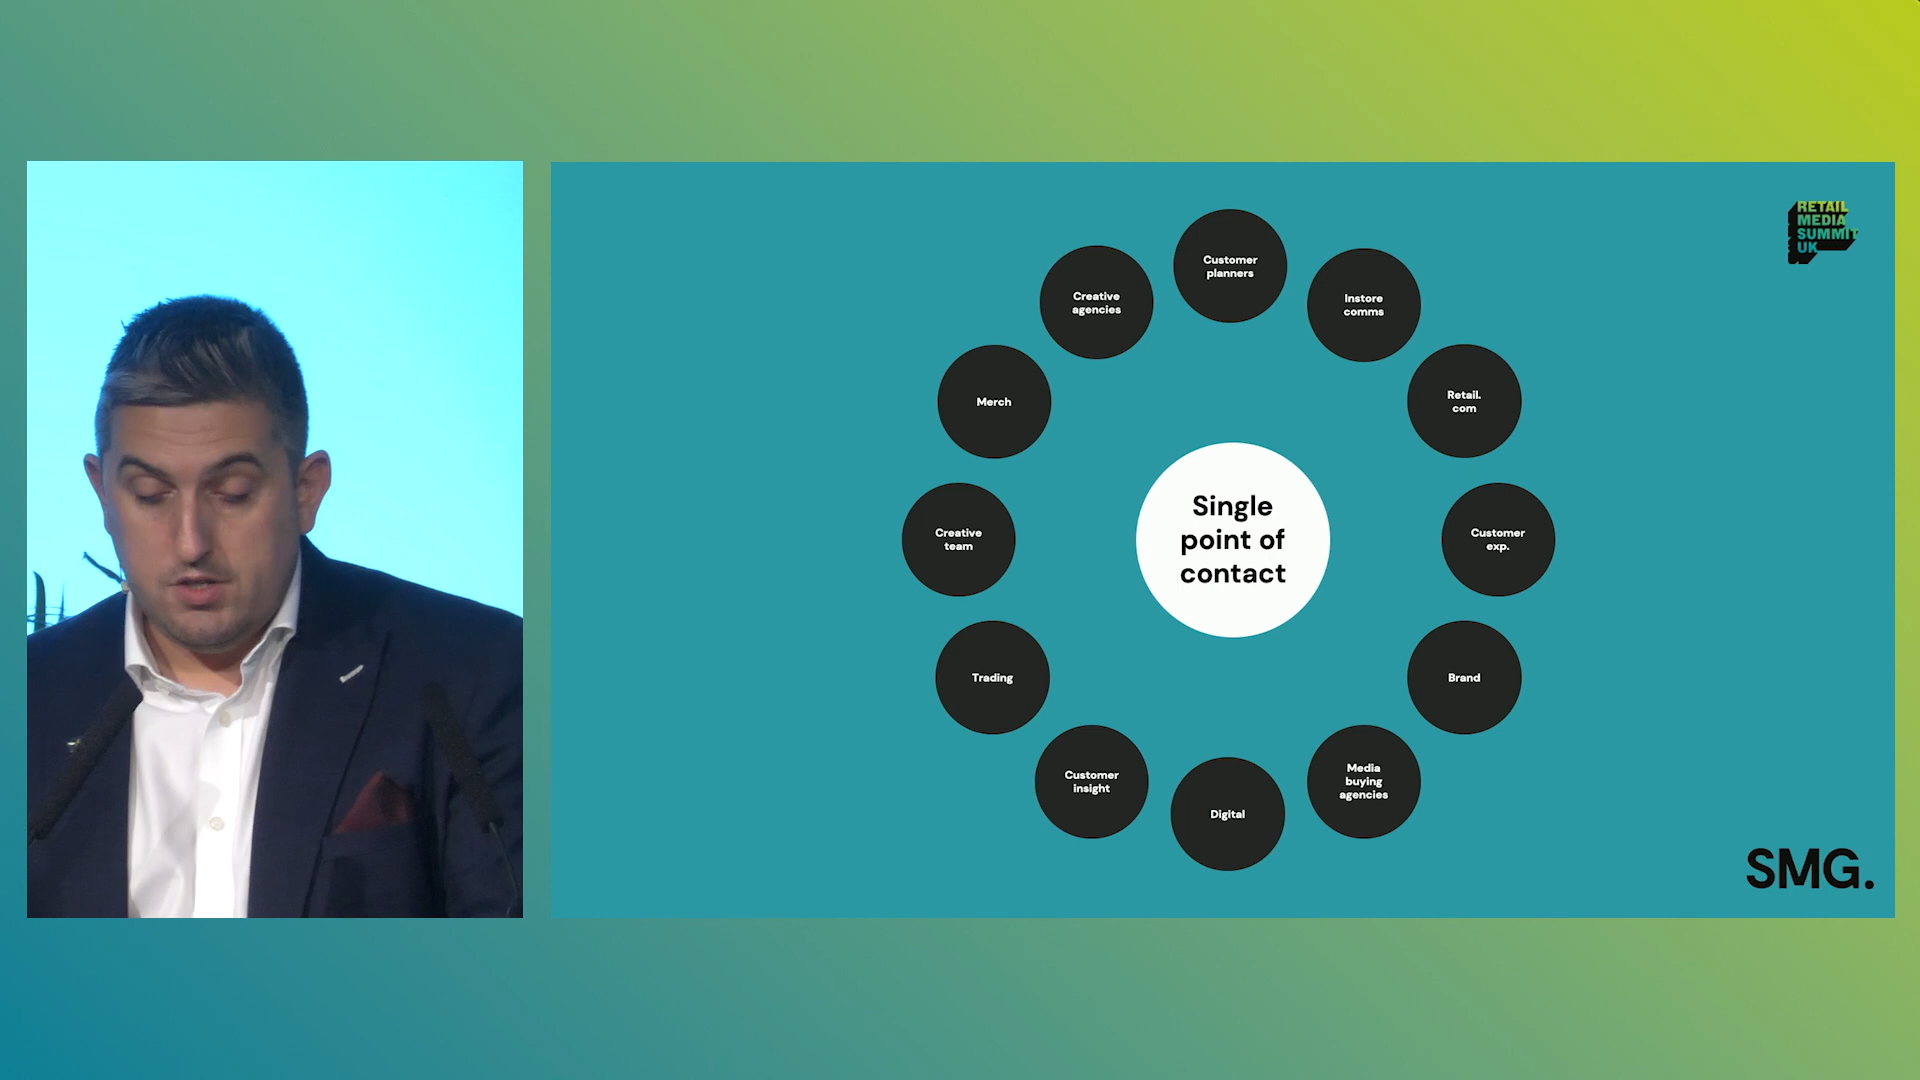 RETAIL
MEDIA
SUMMIT
UK
Customer
planners
Instore
comms
Retail.
com
Customer
exp.
Brand
Media
buying
agencies
Digital
Customer
insight
Trading
Creative
team
Merch
Creative
agencies
Single
point of
contact
SMG.